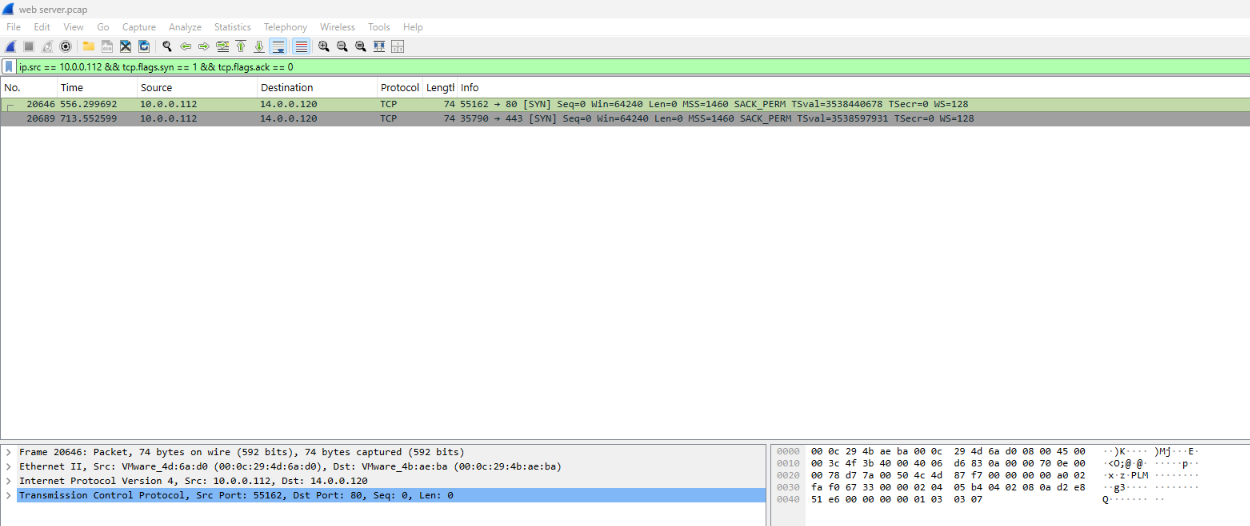 web server.pcap
File Edit View Go Capture Analyze Statistics Telephony Wireless Tools Help
ip.src == 10.0.0.112 && tcp.flags.syn == 1 && tcp.flags.ack == 0
No. Time Source Destination Protocol Lengtl Info
20646 556.299692 10.0.0.112 14.0.0.120 TCP 74 55162 → 80 [SYN] Seq=0 Win=64240 Len=0 MSS=1460 SACK_PERM TSval=3538440678 TSecr=0 WS=128
20689 713.552599 10.0.0.112 14.0.0.120 TCP 74 35790 → 443 [SYN] Seq=0 Win=64240 Len=0 MSS=1460 SACK_PERM TSval=3538597931 TSecr=0 WS=128
Frame 20646: Packet, 74 bytes on wire (592 bits), 74 bytes captured (592 bits)
Ethernet II, Src: VMware_4d:6a:d0 (00:0c:29:4d:6a:d0), Dst: VMware_4b:ae:ba (00:0c:29:4b:ae:ba)
Internet Protocol Version 4, Src: 10.0.0.112, Dst: 14.0.0.120
Transmission Control Protocol, Src Port: 55162, Dst Port: 80, Seq: 0, Len: 0
0000 00 0c 29 4b ae ba 00 0c 29 4d 6a d0 08 00 45 00 ··)K···· )Mj···E·
0010 00 3c 4f 3b 40 00 40 06 d6 83 0a 00 00 70 0e 00 ·<O;@·@· ·····p··
0020 00 78 d7 7a 00 50 4c 4d 87 f7 00 00 00 00 a0 02 ·x·z·PLM ········
0030 fa f0 67 33 00 00 02 04 05 b4 04 02 08 0a d2 e8 ··g3···· ········
0040 51 e6 00 00 00 00 01 03 03 07 Q······· ··